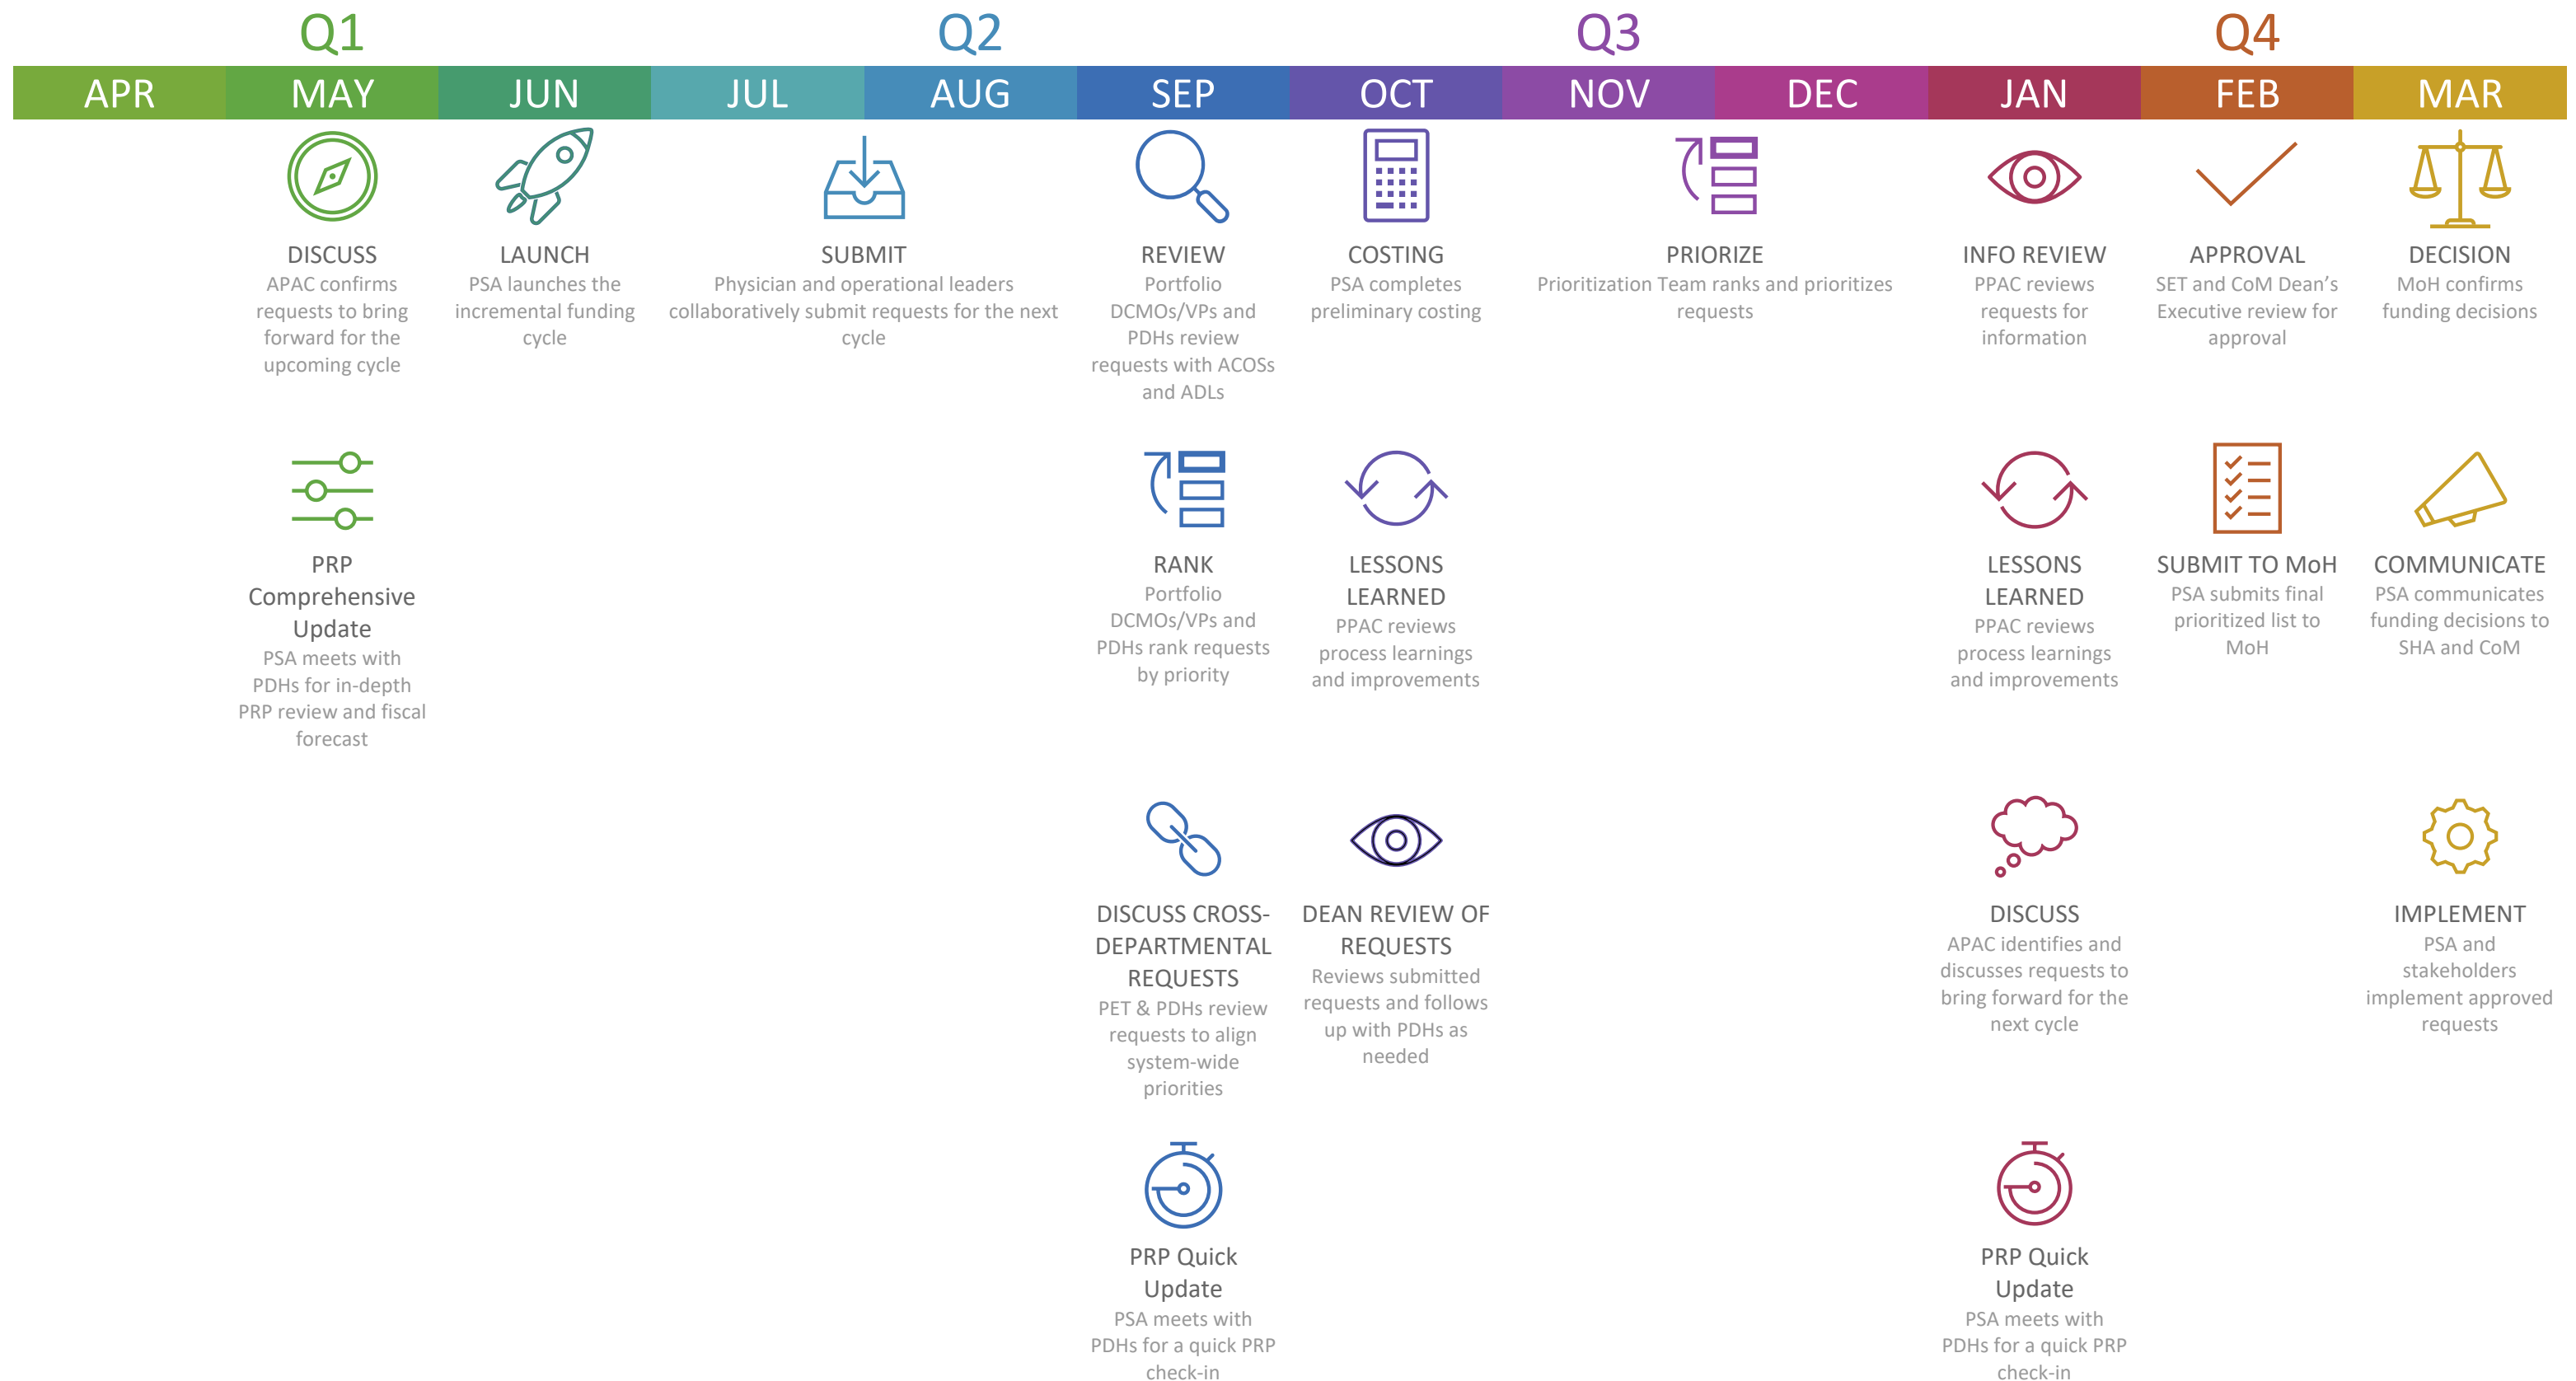 Q1
Q2
Q3
Q4
APR
MAY
JUN
JUL
AUG
SEP
OCT
NOV
DEC
JAN
FEB
MAR
DISCUSS
APAC confirms
requests to bring
forward for the
upcoming cycle
LAUNCH
PSA launches the
incremental funding
cycle
SUBMIT
Physician and operational leaders
collaboratively submit requests for the next
cycle
REVIEW
Portfolio
DCMOs/VPs and
PDHs review
requests with ACOSs
and ADLs
COSTING
PSA completes
preliminary costing
PRIORIZE
Prioritization Team ranks and prioritizes
requests
INFO REVIEW
PPAC reviews
requests for
information
APPROVAL
SET and CoM Dean's
Executive review for
approval
DECISION
MoH confirms
funding decisions
PRP
Comprehensive
Update
PSA meets with
PDHs for in-depth
PRP review and fiscal
forecast
RANK
Portfolio
DCMOs/VPs and
PDHs rank requests
by priority
LESSONS
LEARNED
PPAC reviews
process learnings
and improvements
LESSONS
LEARNED
PPAC reviews
process learnings
and improvements
SUBMIT TO MoH
PSA submits final
prioritized list to
MoH
COMMUNICATE
PSA communicates
funding decisions to
SHA and CoM
DISCUSS CROSS-
DEPARTMENTAL
REQUESTS
PET & PDHs review
requests to align
system-wide
priorities
DEAN REVIEW OF
REQUESTS
Reviews submitted
requests and follows
up with PDHs as
needed
DISCUSS
APAC identifies and
discusses requests to
bring forward for the
next cycle
IMPLEMENT
PSA and
stakeholders
implement approved
requests
PRP Quick
Update
PSA meets with
PDHs for a quick PRP
check-in
PRP Quick
Update
PSA meets with
PDHs for a quick PRP
check-in